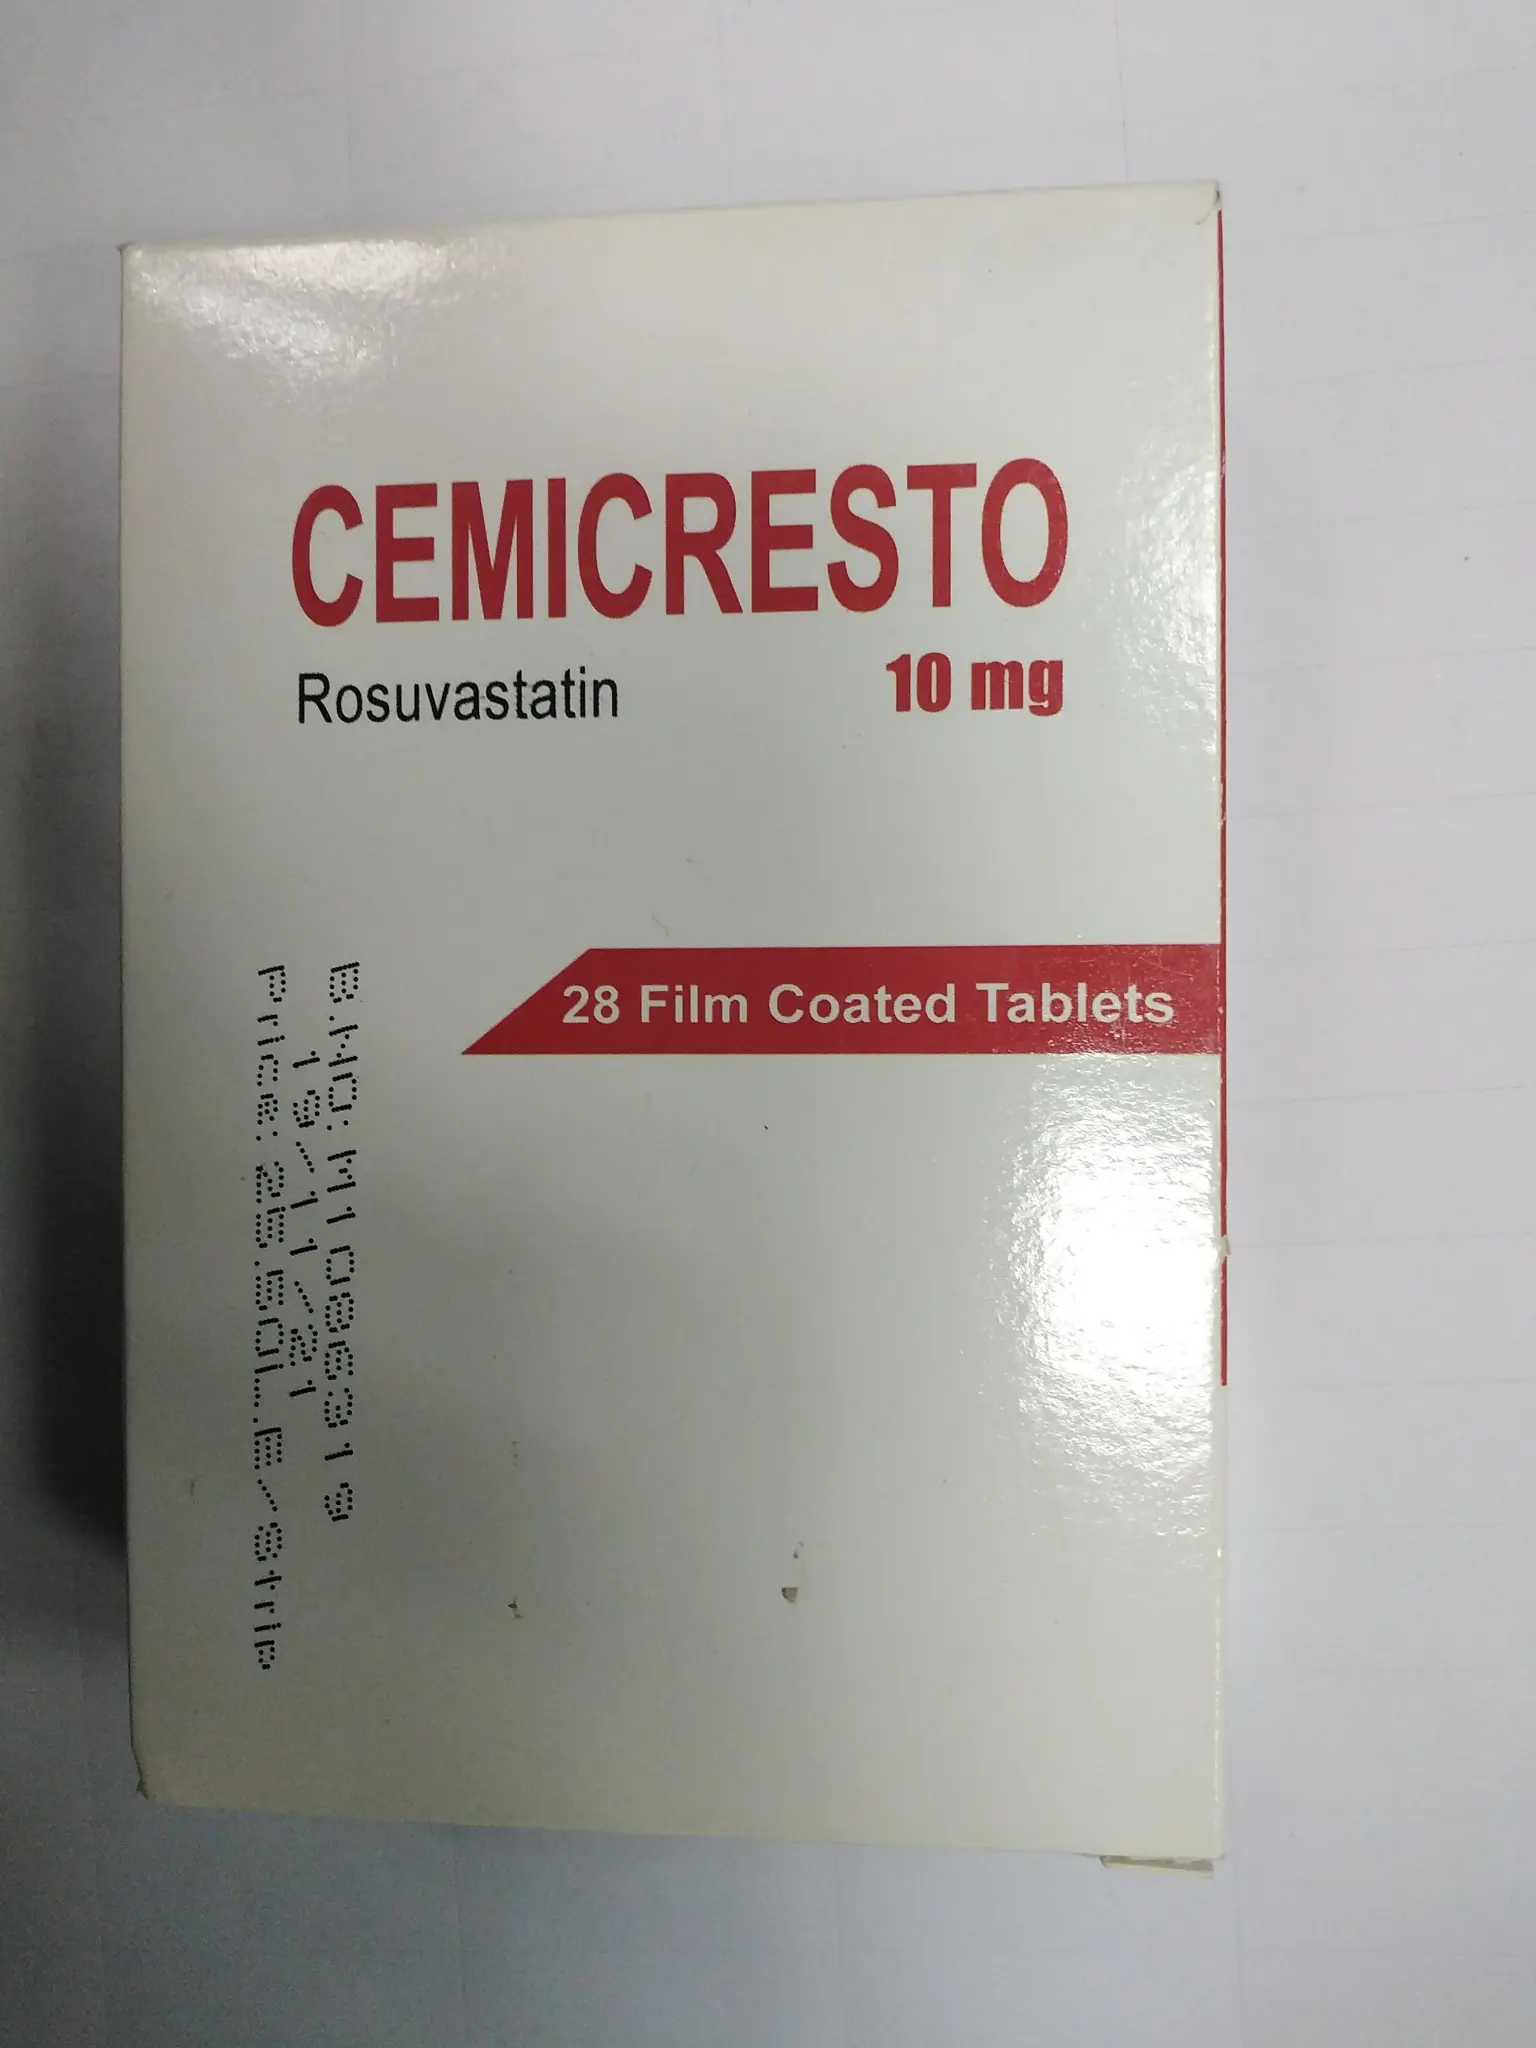 CEMICRESTO
Rosuvastatin
10 mg
28 Film Coated Tablets
B.NO: M1086319
19/11/21
Price: 25.50L.E/strip